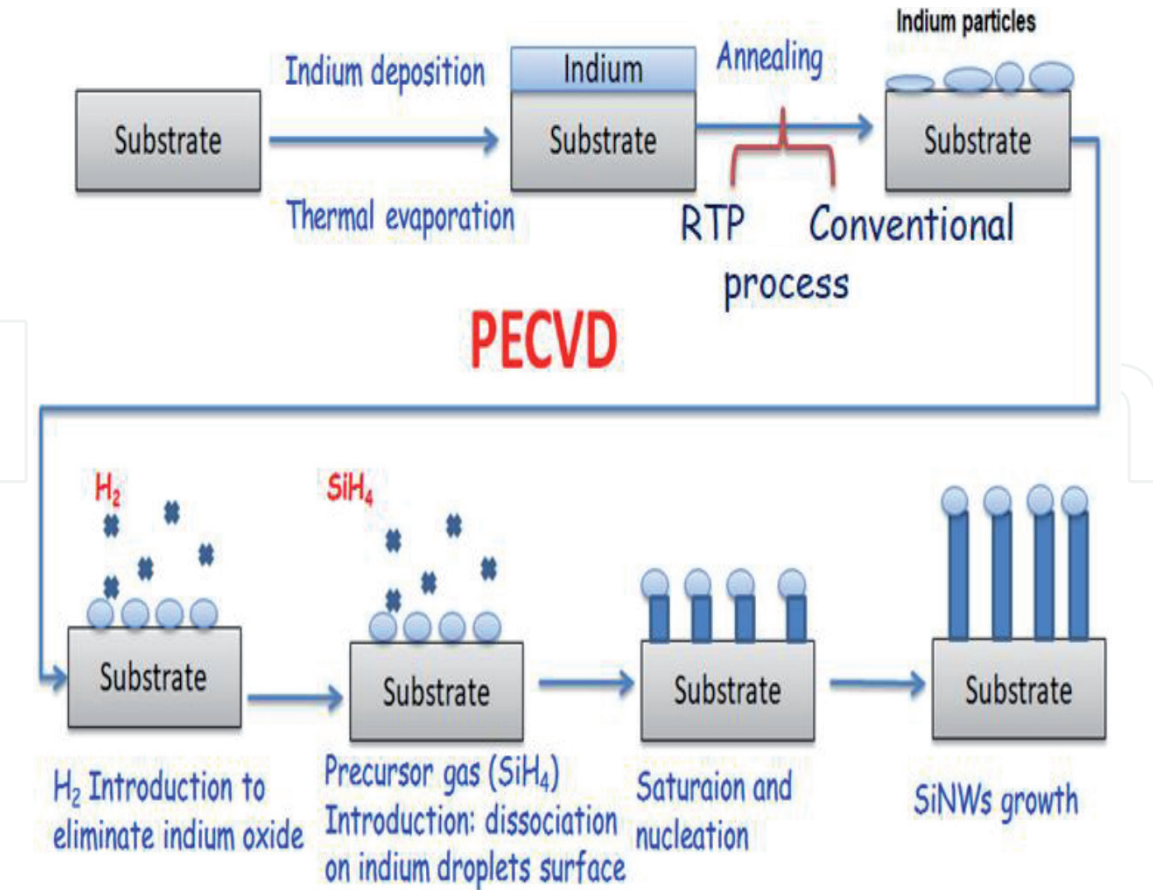 Indium particles
Indium deposition
Indium
Annealing
Substrate
Substrate
Substrate
Thermal evaporation
RTP
Conventional
process
PECVD
H₂
SiH₄
Substrate
Substrate
Substrate
Substrate
H₂ Introduction to
eliminate indium oxide
Precursor gas (SiH₄)
Introduction: dissociation
on indium droplets surface
Saturaion and
nucleation
SiNWs growth